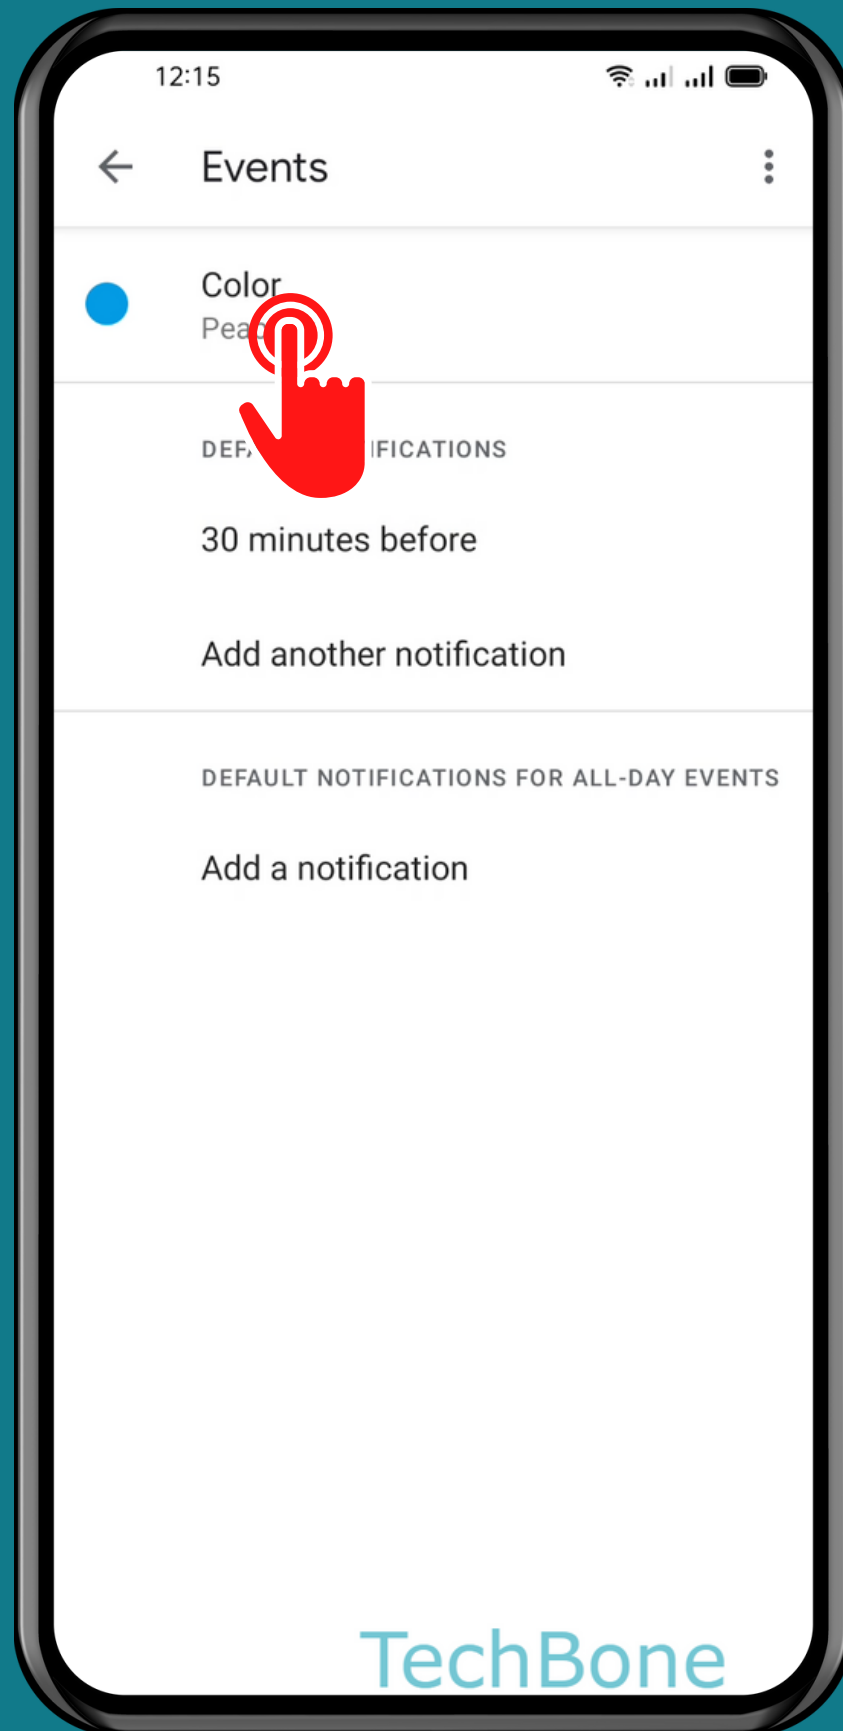 12:15
Events
Color
30 minutes before
Add another notification
DEFAULT NOTIFICATIONS FOR ALL-DAY EVENTS
Add a notification
TechBone